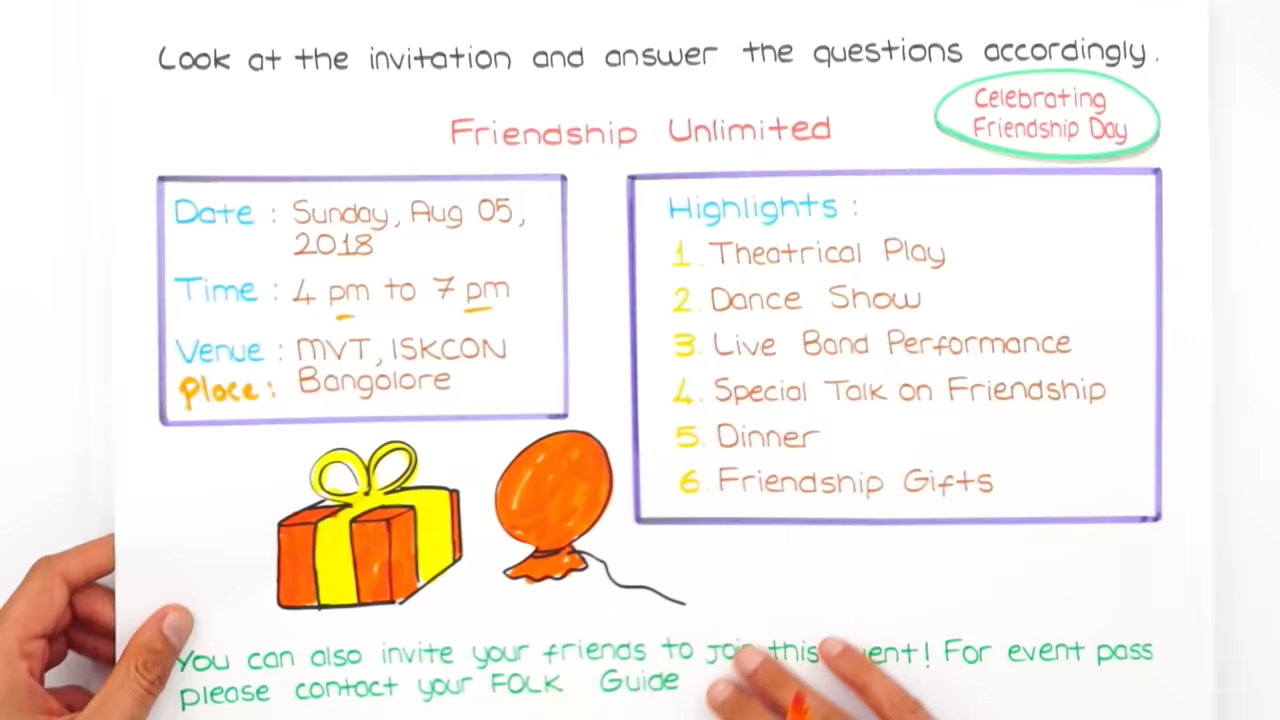 Look at the invitation and answer the questions accordingly.
Celebrating
Friendship Day
Friendship Unlimited
Date : Sunday, Aug 05,
2018
Time : 4 pm to 7 pm
Venue : MVT, ISKCON
Place : Bangalore
Highlights :
1. Theatrical Play
2. Dance Show
3. Live Band Performance
4. Special Talk on Friendship
5. Dinner
6. Friendship Gifts
You can also invite your friends to join this event! For event pass
please contact your FOLK Guide